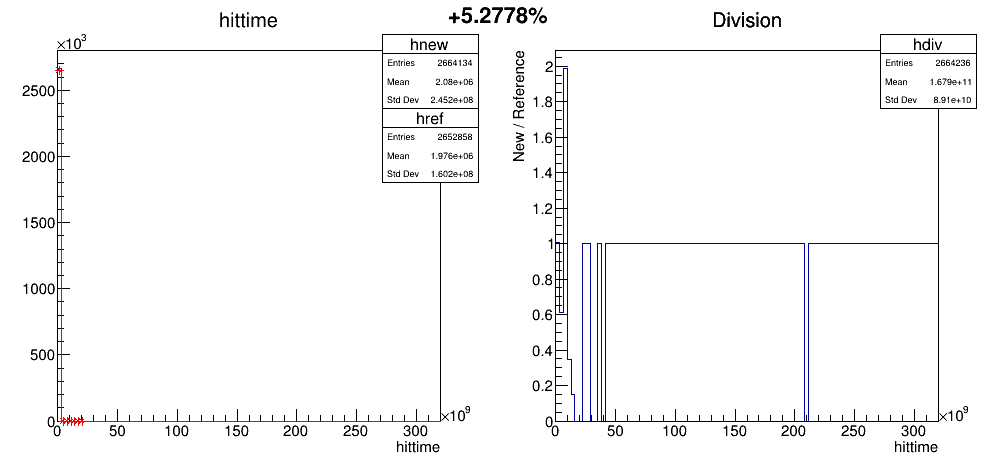 +5.2778%
hittime
×10³
hnew
Entries 2664134
Mean 2.08e+06
Std Dev 2.452e+08
href
Entries 2652858
Mean 1.976e+06
Std Dev 1.602e+08
2500
2000
1500
1000
500
0
0 50 100 150 200 250 300
×10⁹
hittime
Division
hdiv
Entries 2664236
Mean 1.679e+11
Std Dev 8.91e+10
New / Reference
2
1.8
1.6
1.4
1.2
1
0.8
0.6
0.4
0.2
0
0 50 100 150 200 250 300
×10⁹
hittime